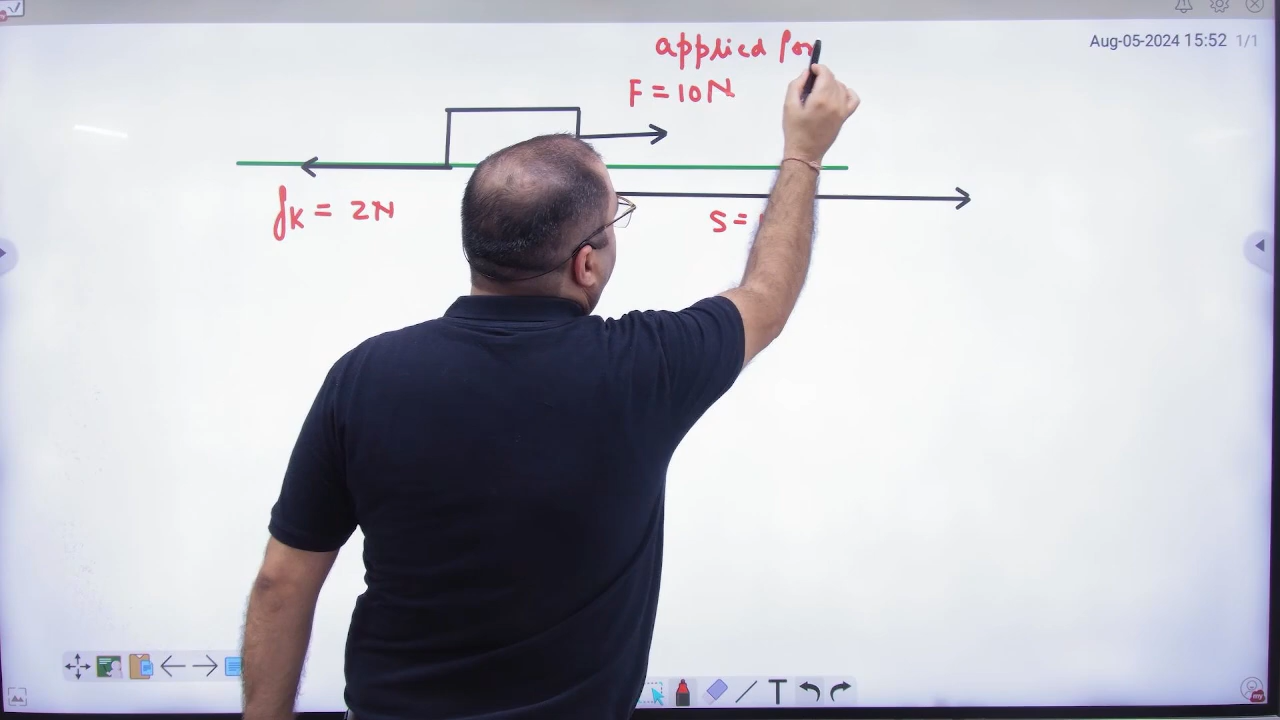 applied for
F = 10N
fk = 2N
S =
Aug-05-2024 15:52 1/1
T